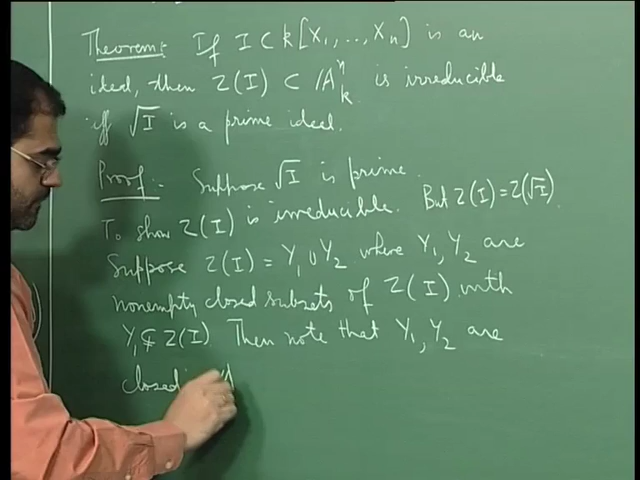 Theorem:- If I ⊂ k[X₁,..,Xₙ] is an
ideal, then Z(I) ⊂ 𝔸ⁿₖ is irreducible
iff √I is a prime ideal.
Proof:- Suppose √I is prime.
To show Z(I) is irreducible. But Z(I)=Z(√I).
Suppose Z(I) = Y₁ ∪ Y₂ where Y₁, Y₂ are
nonempty closed subsets of Z(I) with
Y₁ ⊊ Z(I) Then note that Y₁, Y₂ are
closed in